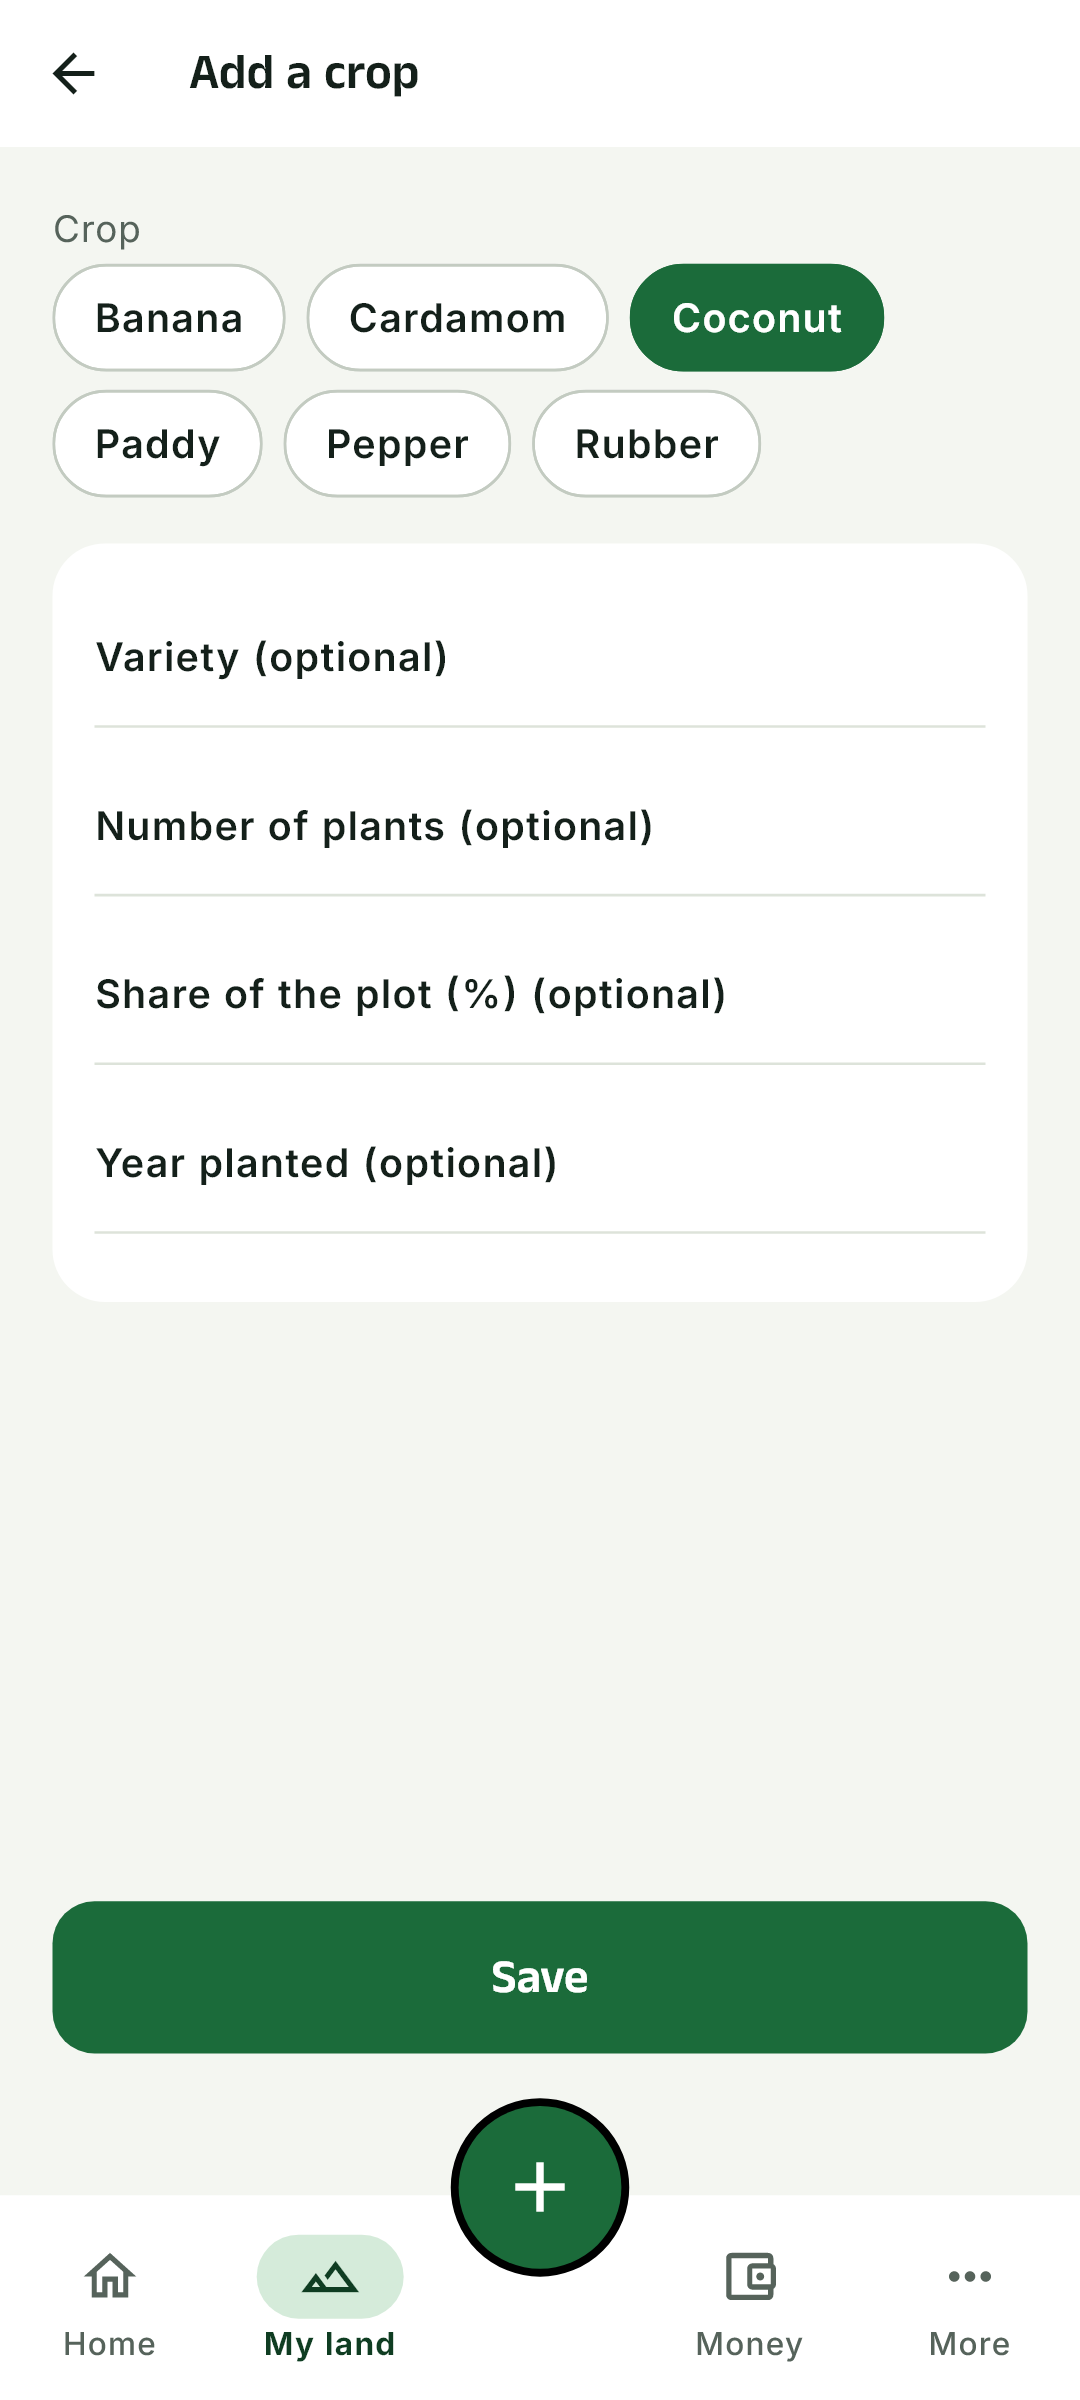 Add a crop
Crop
Banana
Cardamom
Coconut
Paddy
Pepper
Rubber
Variety (optional)
Number of plants (optional)
Share of the plot (%) (optional)
Year planted (optional)
Save
Home
My land
Money
More